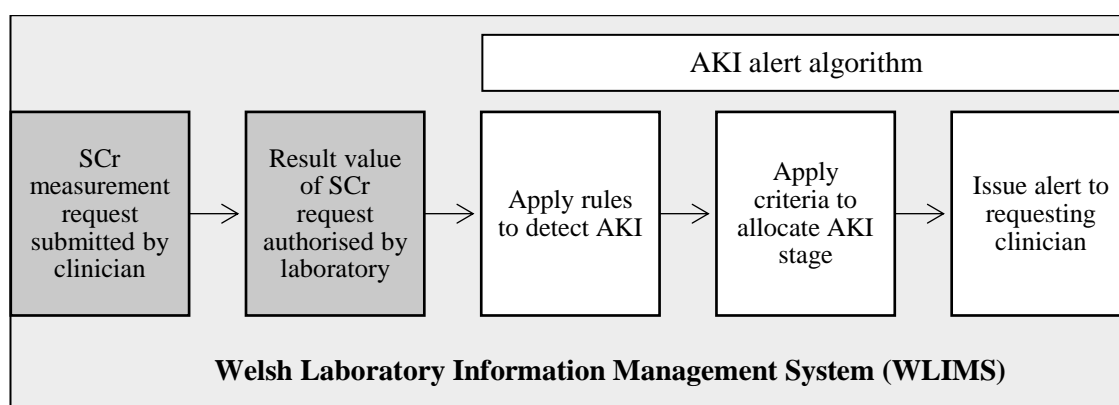 AKI alert algorithm
SCr
measurement
request
submitted by
clinician
Result value
of SCr
request
authorised by
laboratory
Apply rules
to detect AKI
Apply
criteria to
allocate AKI
stage
Issue alert to
requesting
clinician
Welsh Laboratory Information Management System (WLIMS)